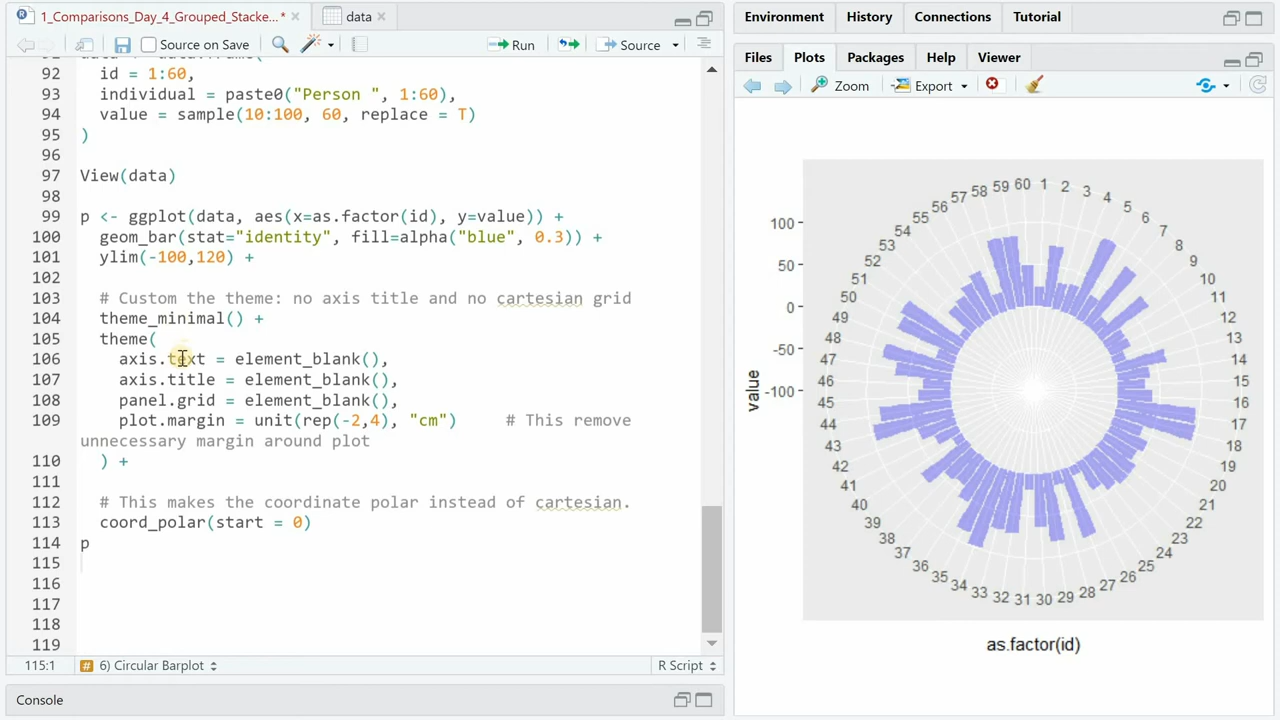 1_Comparisons_Day_4_Grouped_Stacke...* ×
data ×
Source on Save
Run
Source
92 id = 1:60,
93 individual = paste0("Person ", 1:60),
94 value = sample(10:100, 60, replace = T)
95 )
96
97 View(data)
98
99 p <- ggplot(data, aes(x=as.factor(id), y=value)) +
100 geom_bar(stat="identity", fill=alpha("blue", 0.3)) +
101 ylim(-100,120) +
102
103 # Custom the theme: no axis title and no cartesian grid
104 theme_minimal() +
105 theme(
106 axis.text = element_blank(),
107 axis.title = element_blank(),
108 panel.grid = element_blank(),
109 plot.margin = unit(rep(-2,4), "cm") # This remove
unnecessary margin around plot
110 ) +
111
112 # This makes the coordinate polar instead of cartesian.
113 coord_polar(start = 0)
114 p
115
116
117
118
119
115:1
# 6) Circular Barplot
R Script
Console
Environment History Connections Tutorial
Files Plots Packages Help Viewer
Zoom Export
value
100
50
0
-50
-100
1
2
3
4
5
6
7
8
9
10
11
12
13
14
15
16
17
18
19
20
21
22
23
24
25
26
27
28
29
30
31
32
33
34
35
36
37
38
39
40
41
42
43
44
45
46
47
48
49
50
51
52
53
54
55
56
57
58
59
60
as.factor(id)